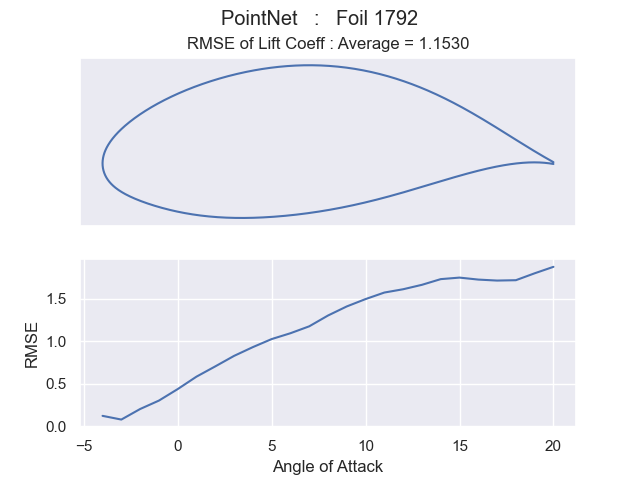 PointNet : Foil 1792
RMSE of Lift Coeff : Average = 1.1530
1.5
1.0
0.5
0.0
RMSE
−5 0 5 10 15 20
Angle of Attack